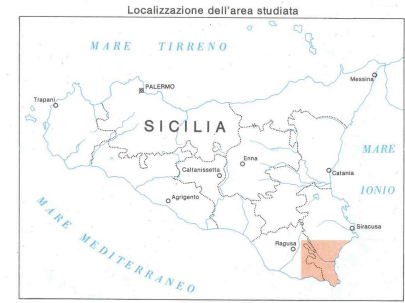 Localizzazione dell'area studiata
MARE TIRRENO
Messina
PALERMO
Trapani
SICILIA
MARE
IONIO
Enna
Caltanissetta
Catania
Agrigento
Siracusa
Ragusa
MARE MEDITERRANEO